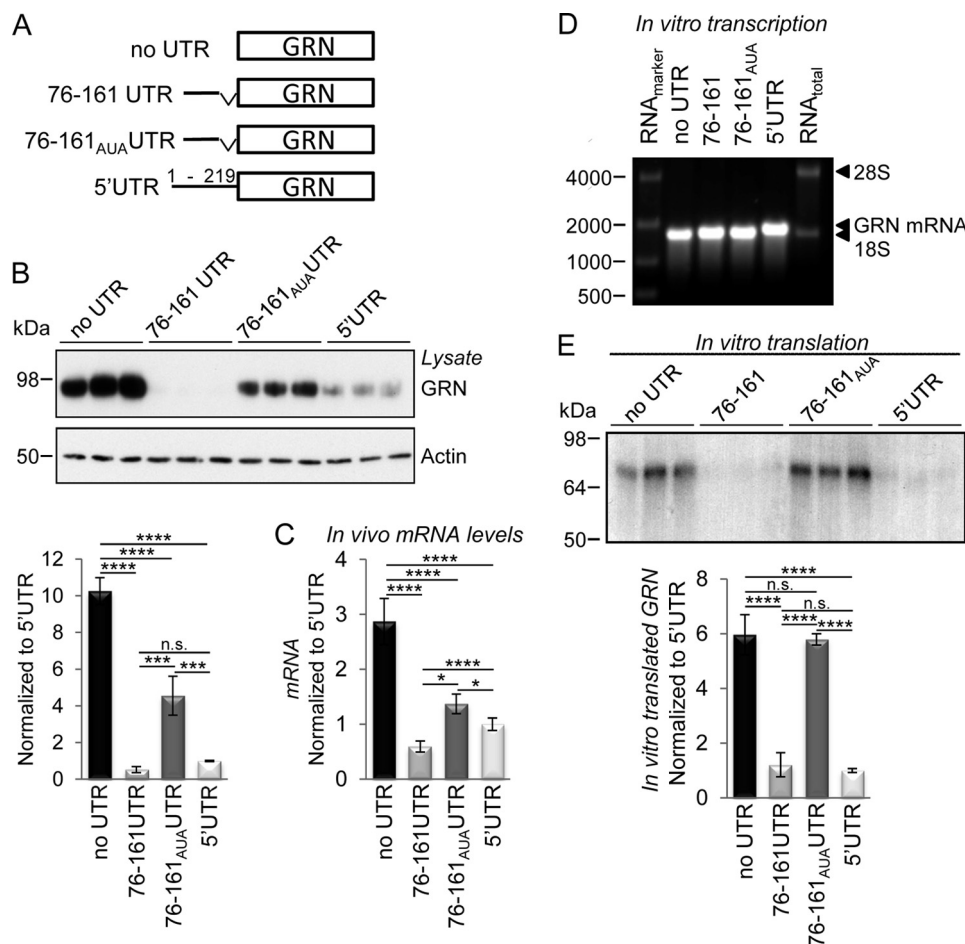 A
no UTR
GRN
76-161 UTR
GRN
76-161AUAUTR
GRN
5'UTR
1 - 219
GRN
B
no UTR
76-161 UTR
76-161AUAUTR
5'UTR
kDa
Lysate
98
GRN
50
Actin
Normalized to 5'UTR
12
10
8
6
4
2
0
****
****
****
n.s.
***
***
no UTR
76-161UTR
76-161AUAUTR
5'UTR
C
In vivo mRNA levels
mRNA
Normalized to 5'UTR
4
3
2
1
0
****
****
****
****
*
*
no UTR
76-161UTR
76-161AUAUTR
5'UTR
D
In vitro transcription
RNAmarker
no UTR
76-161
76-161AUA
5'UTR
RNAtotal
4000
2000
1000
500
28S
GRN mRNA
18S
E
In vitro translation
no UTR
76-161
76-161AUA
5'UTR
kDa
98
64
50
In vitro translated GRN
Normalized to 5'UTR
8
6
4
2
0
****
n.s.
n.s.
****
****
****
no UTR
76-161UTR
76-161AUAUTR
5'UTR